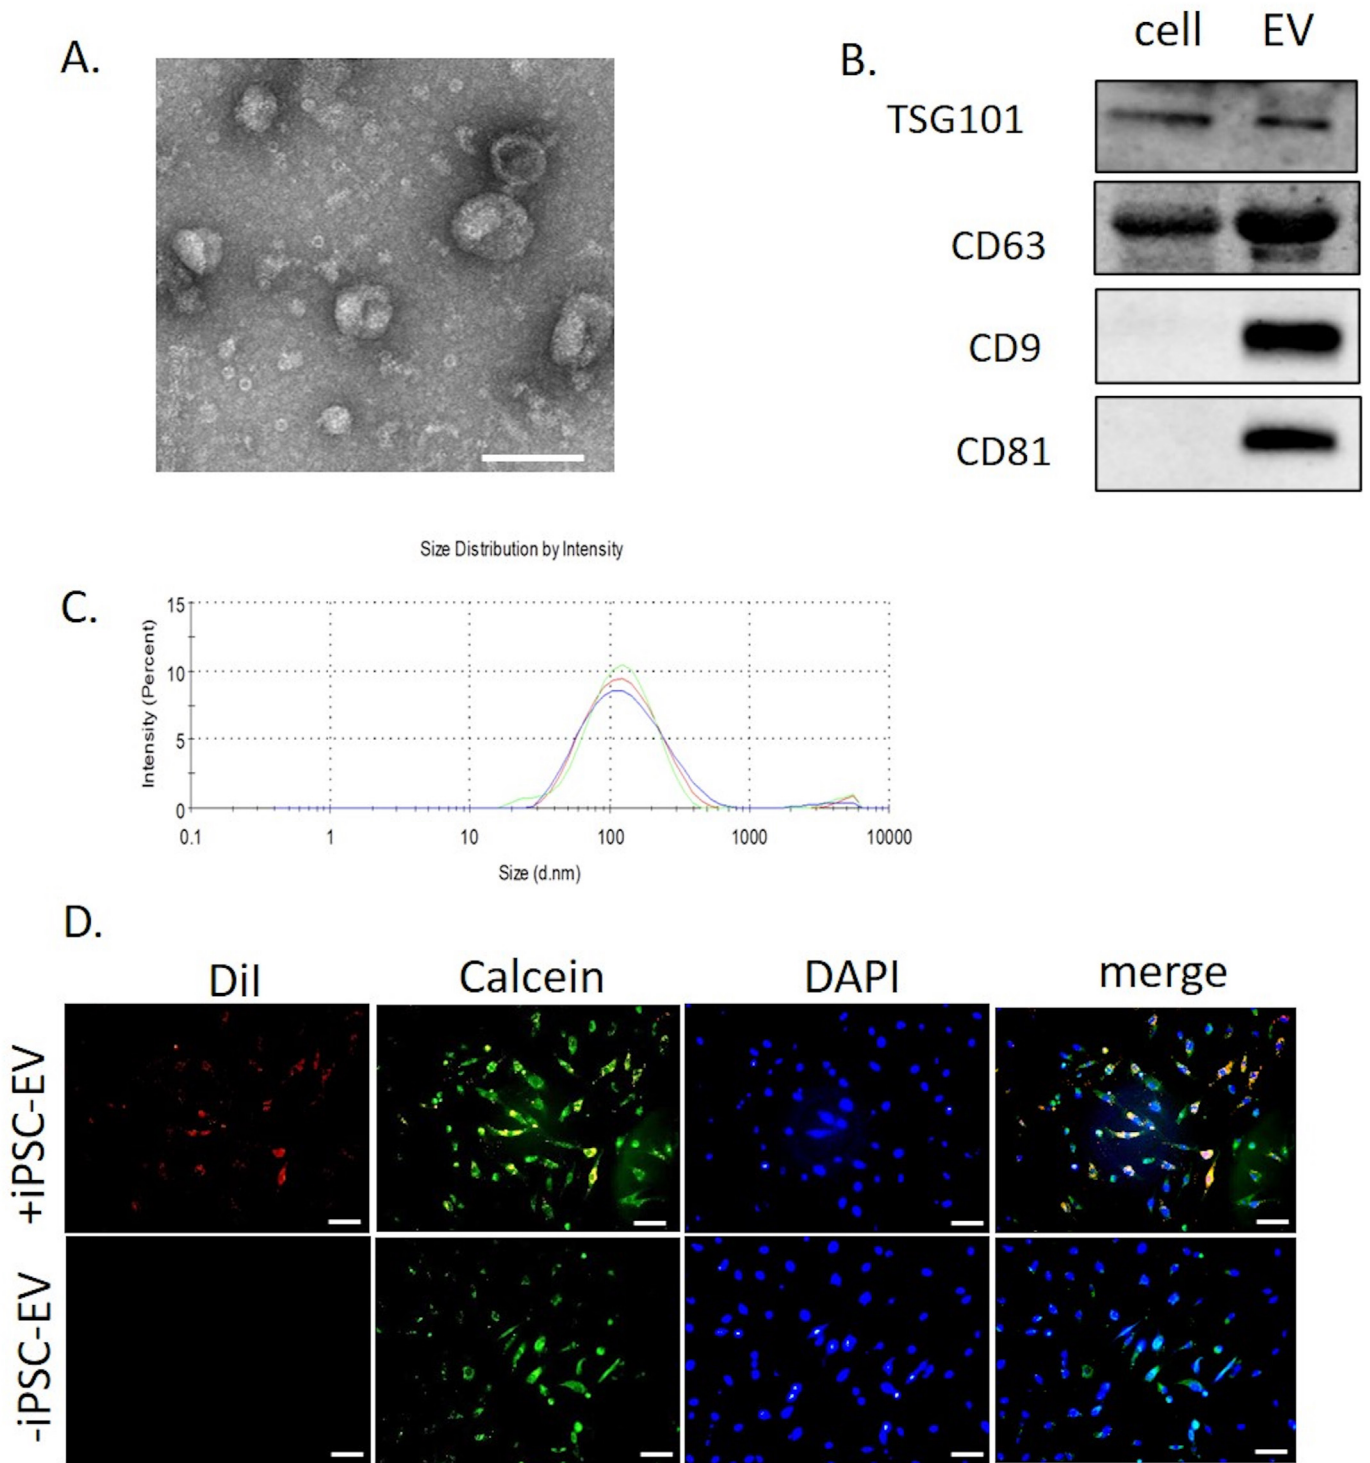 A.
B.
cell EV
TSG101
CD63
CD9
CD81
Size Distribution by Intensity
C.
Intensity (Percent)
15
10
5
0
0.1 1 10 100 1000 10000
Size (d.nm)
D.
DiI Calcein DAPI merge
+iPSC-EV
-iPSC-EV